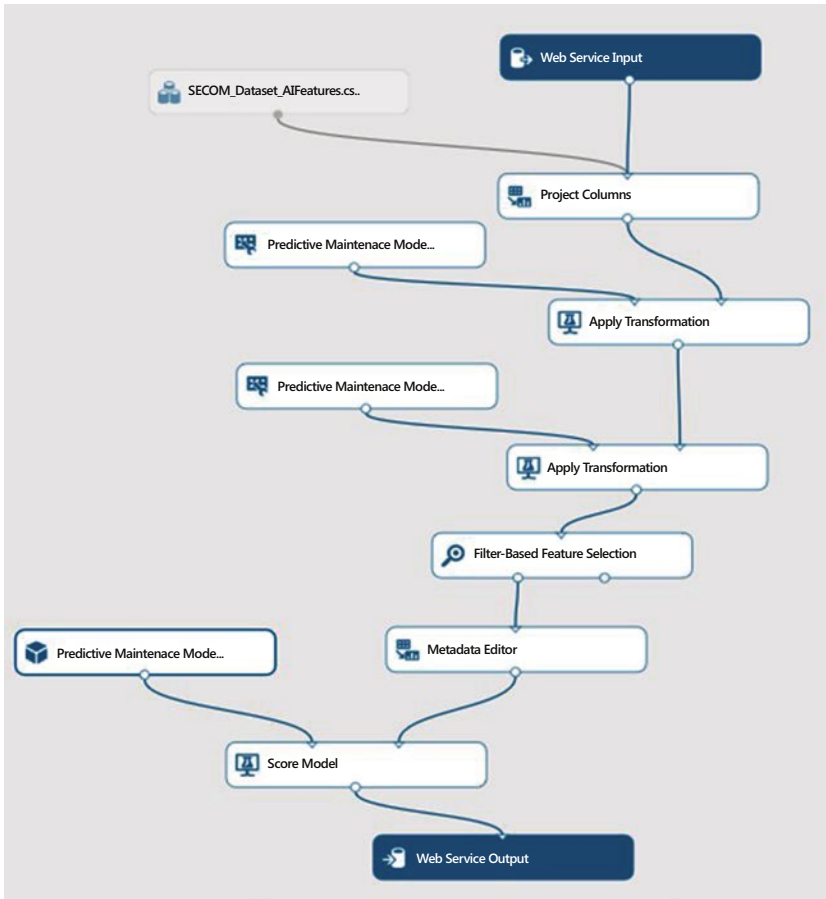 Web Service Input
SECOM_Dataset_AIFeatures.cs..
Project Columns
Predictive Maintenace Mode...
Apply Transformation
Predictive Maintenace Mode...
Apply Transformation
Filter-Based Feature Selection
Predictive Maintenace Mode...
Metadata Editor
Score Model
Web Service Output